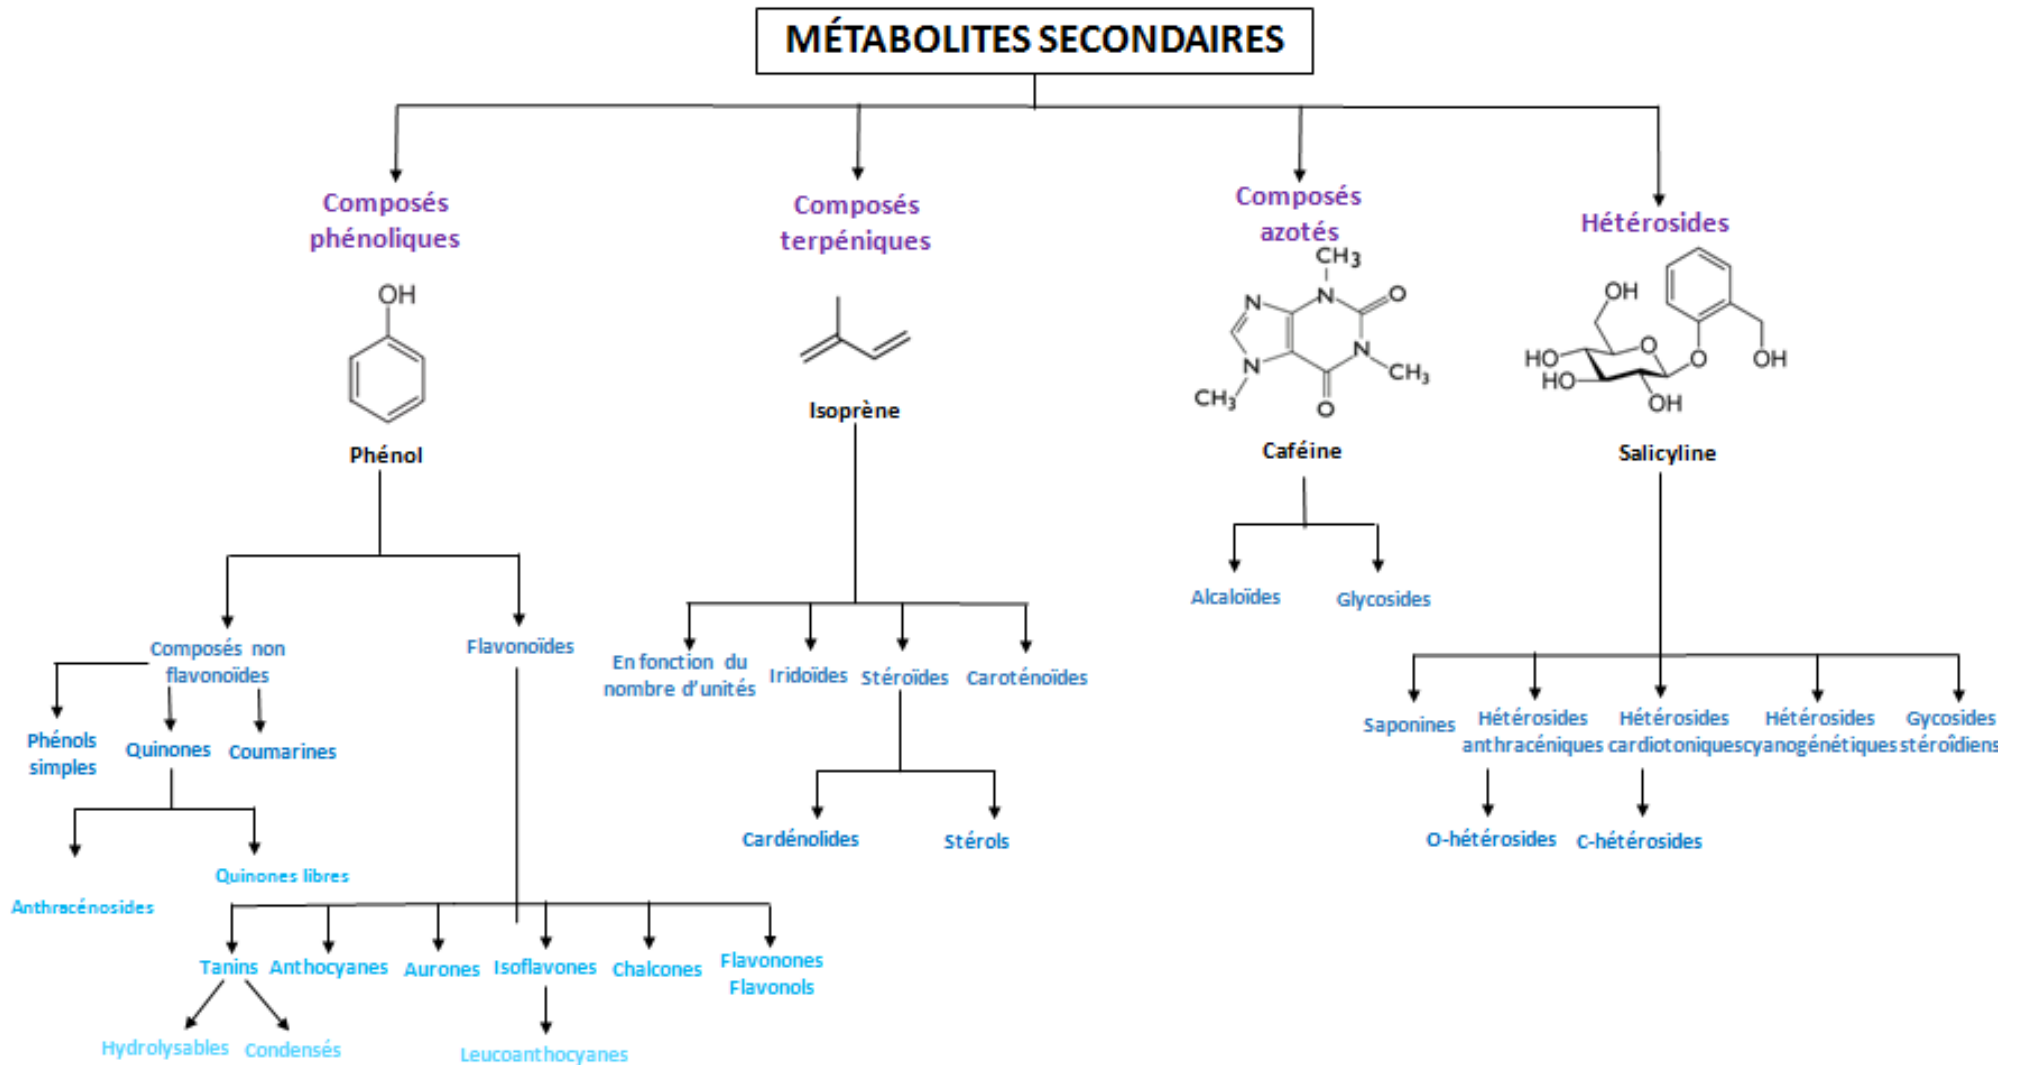 MÉTABOLITES SECONDAIRES
Composés
phénoliques
Composés
terpéniques
Composés
azotés
Hétérosides
OH
Phénol
Isoprène
CH3
N
N
O
N
N
CH3
CH3
O
Caféine
OH
HO
HO
O
OH
O
OH
Salicyline
Composés non
flavonoïdes
Flavonoïdes
En fonction du
nombre d'unités
Iridoïdes
Stéroïdes
Caroténoïdes
Alcaloïdes
Glycosides
Phénols
simples
Quinones
Coumarines
Saponines
Hétérosides
anthracéniques
Hétérosides
cardiotoniques
Hétérosides
cyanogénétiques
Gycosides
stéroîdiens
Cardénolides
Stérols
O-hétérosides
C-hétérosides
Anthracénosides
Quinones libres
Tanins
Anthocyanes
Aurones
Isoflavones
Chalcones
Flavonones
Flavonols
Hydrolysables
Condensés
Leucoanthocyanes